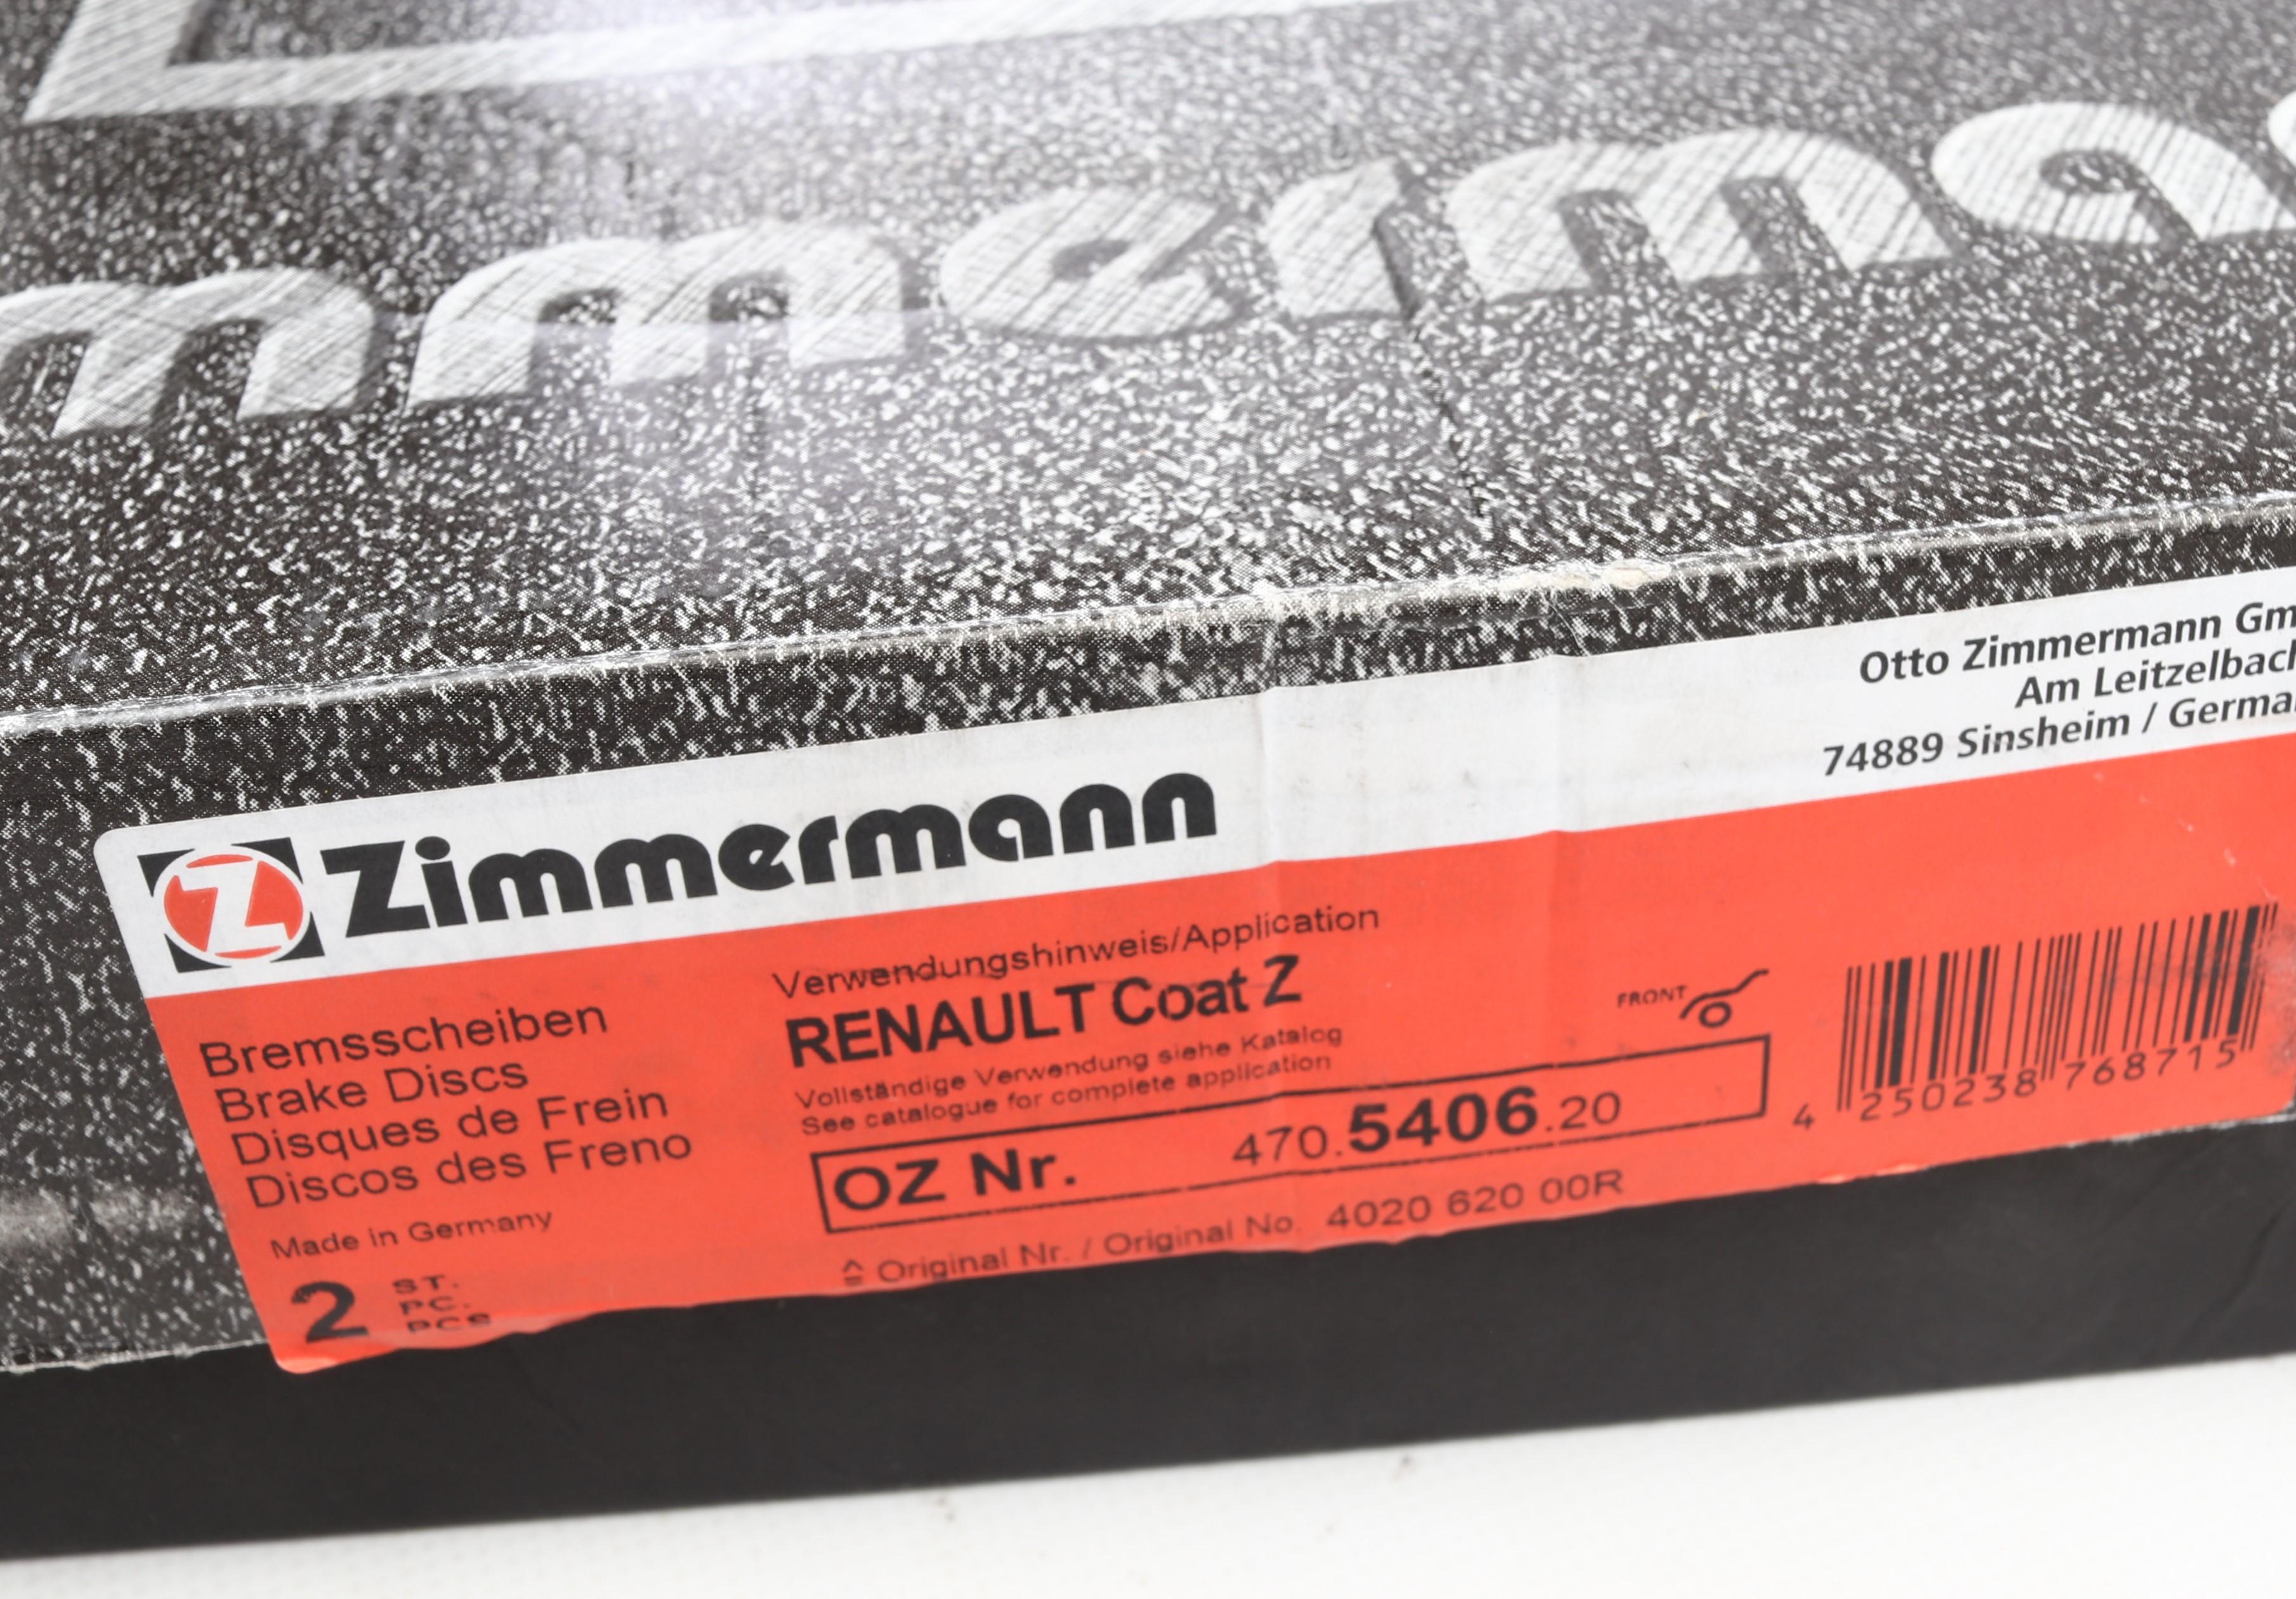 mmerma
Otto Zimmermann Gm
Am Leitzelbach
74889 Sinsheim / Germa
Z Zimmermann
Verwendungshinweis/Application
RENAULT Coat Z
Vollständige Verwendung siehe Katalog
See catalogue for complete application
FRONT
Bremsscheiben
Brake Discs
Disques de Frein
Discos des Freno
Made in Germany
2 ST.
PC.
PCS
OZ Nr. 470.5406.20
≙ Original Nr. / Original No. 4020 620 00R
4 250238 768715